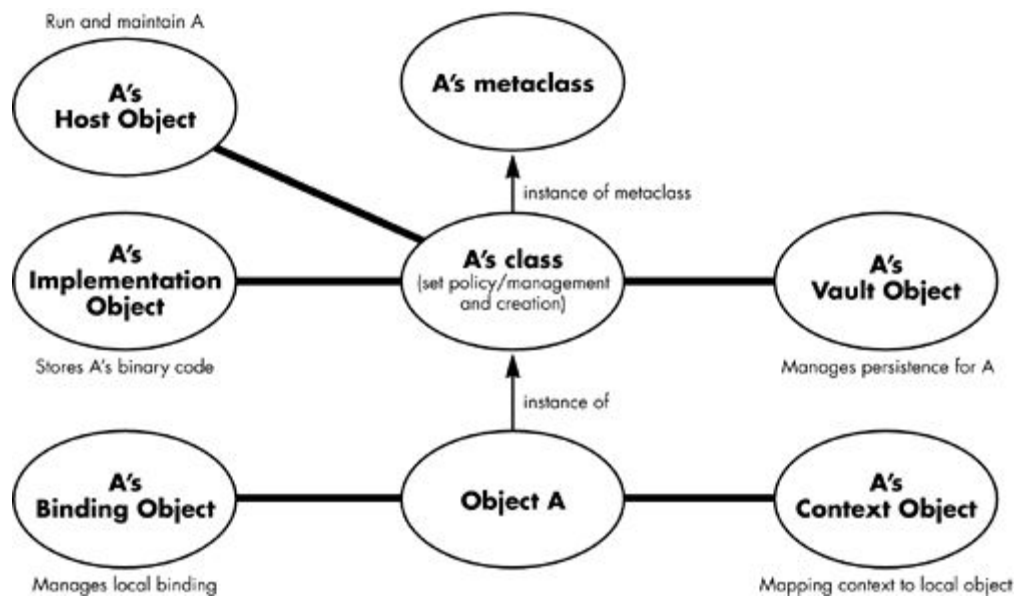 Run and maintain A
A's
Host Object
A's metaclass
instance of metaclass
A's
Implementation
Object
Stores A's binary code
A's class
(set policy/management
and creation)
A's
Vault Object
Manages persistence for A
instance of
A's
Binding Object
Manages local binding
Object A
A's
Context Object
Mapping context to local object